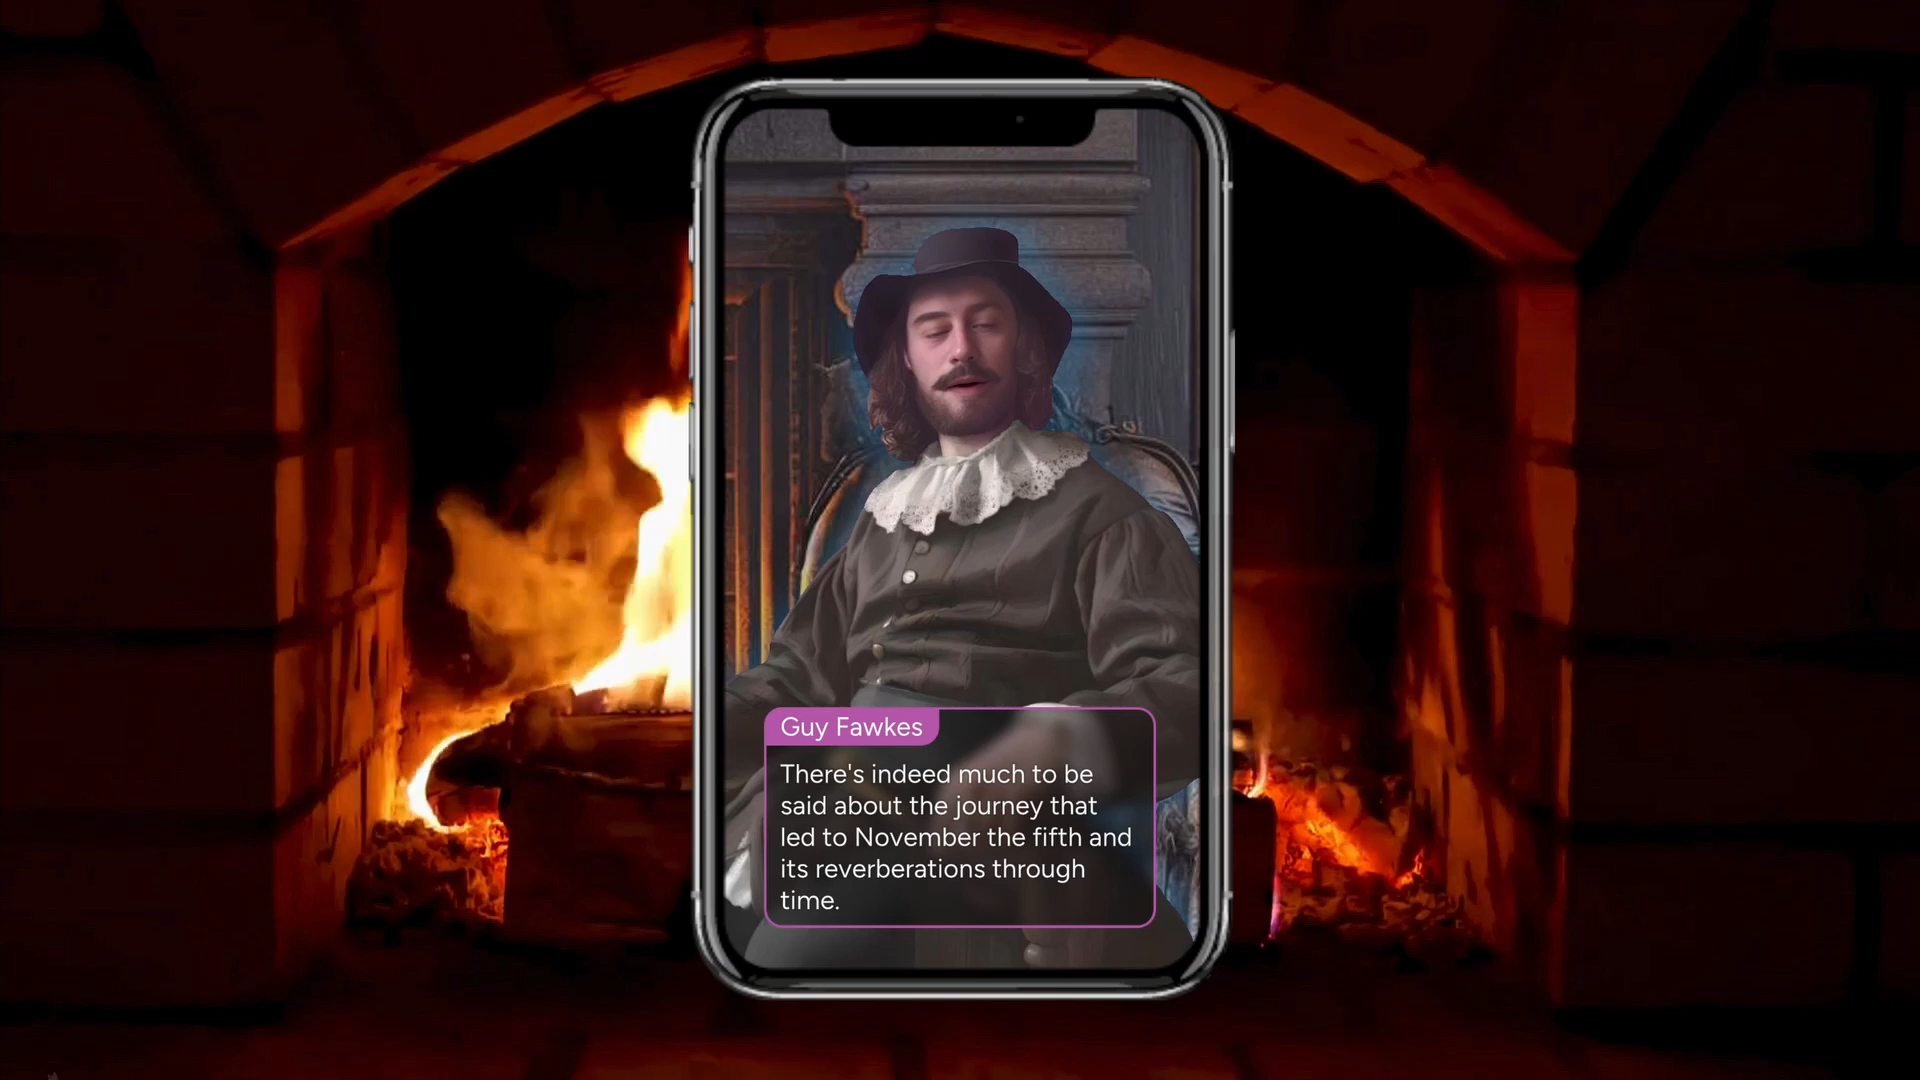 Guy Fawkes
There's indeed much to be
said about the journey that
led to November the fifth and
its reverberations through
time.